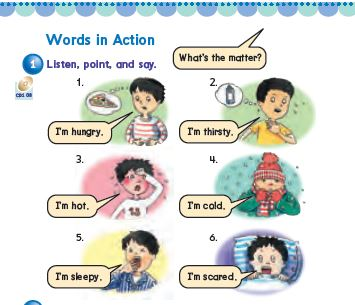 Words in Action
What's the matter?
1 Listen, point, and say.
CD1 08
1.
2.
I'm hungry.
I'm thirsty.
3.
4.
I'm hot.
I'm cold.
5.
6.
I'm sleepy.
I'm scared.